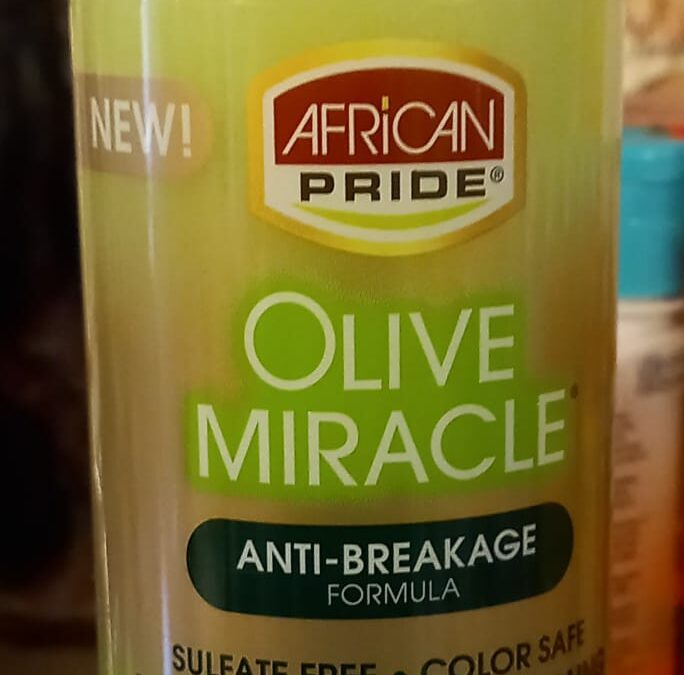 NEW!
AFRiCAN
PRIDE®
OLIVE
MIRACLE
ANTI-BREAKAGE
FORMULA
SULFATE FREE • COLOR SAFE